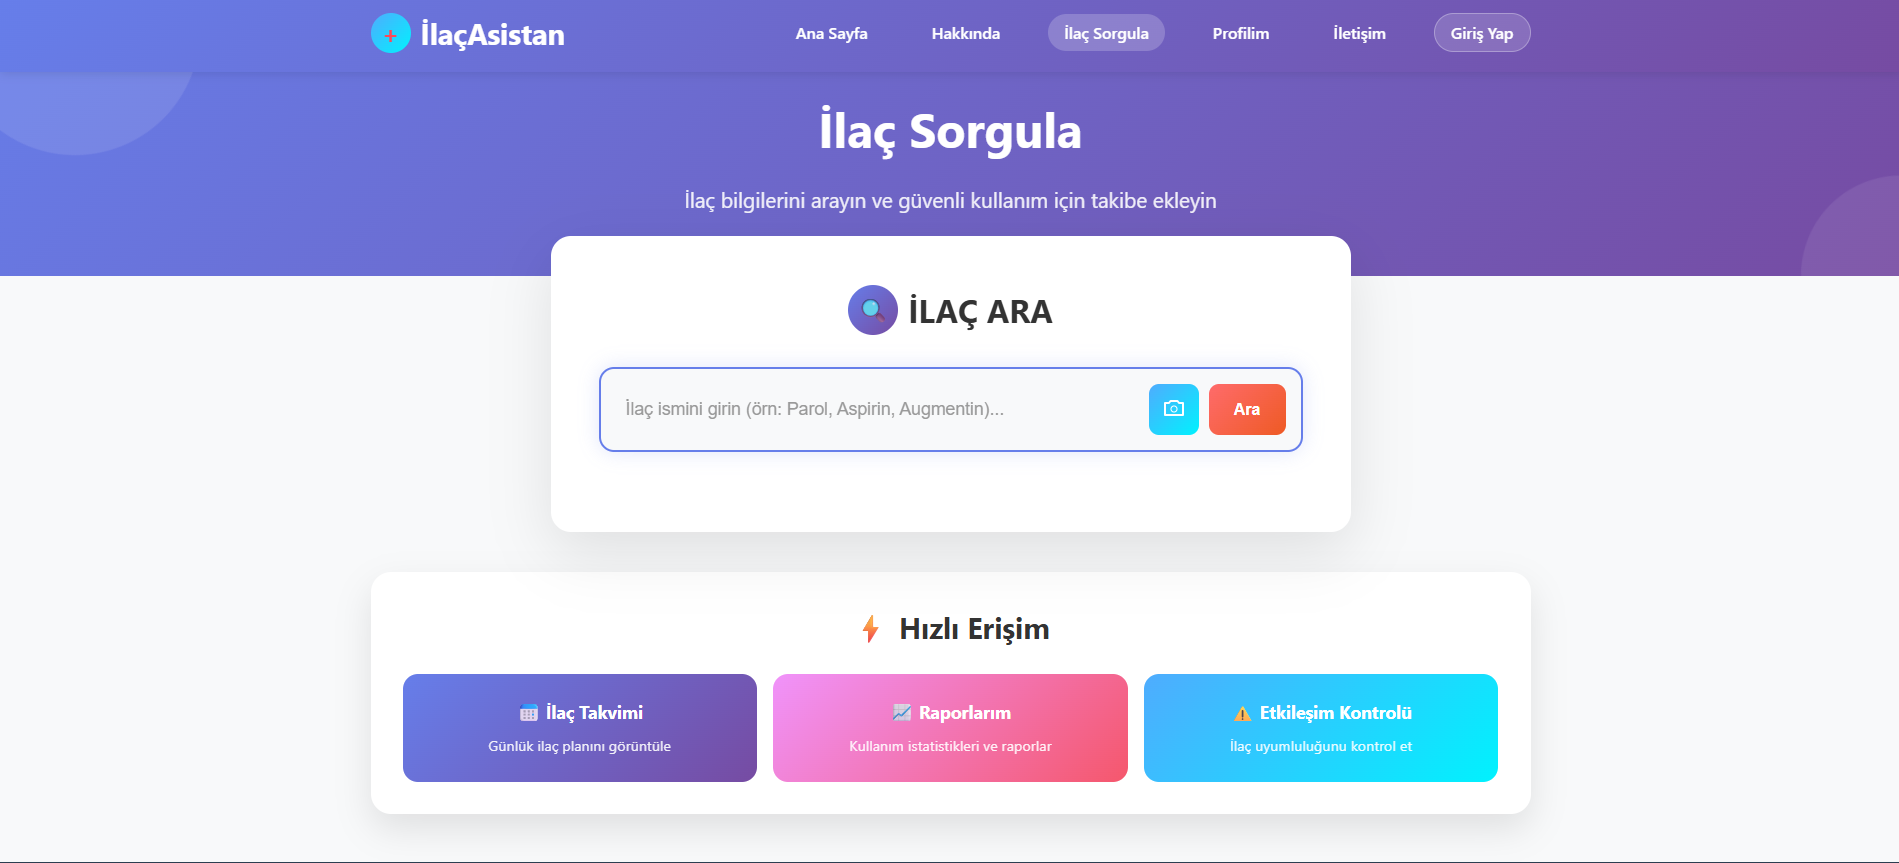 İlaçAsistan
Ana Sayfa
Hakkında
İlaç Sorgula
Profilim
İletişim
Giriş Yap
İlaç Sorgula
İlaç bilgilerini arayın ve güvenli kullanım için takibe ekleyin
İLAÇ ARA
İlaç ismini girin (örn: Parol, Aspirin, Augmentin)...
Ara
Hızlı Erişim
İlaç Takvimi
Günlük ilaç planını görüntüle
Raporlarım
Kullanım istatistikleri ve raporlar
Etkileşim Kontrolü
İlaç uyumluluğunu kontrol et